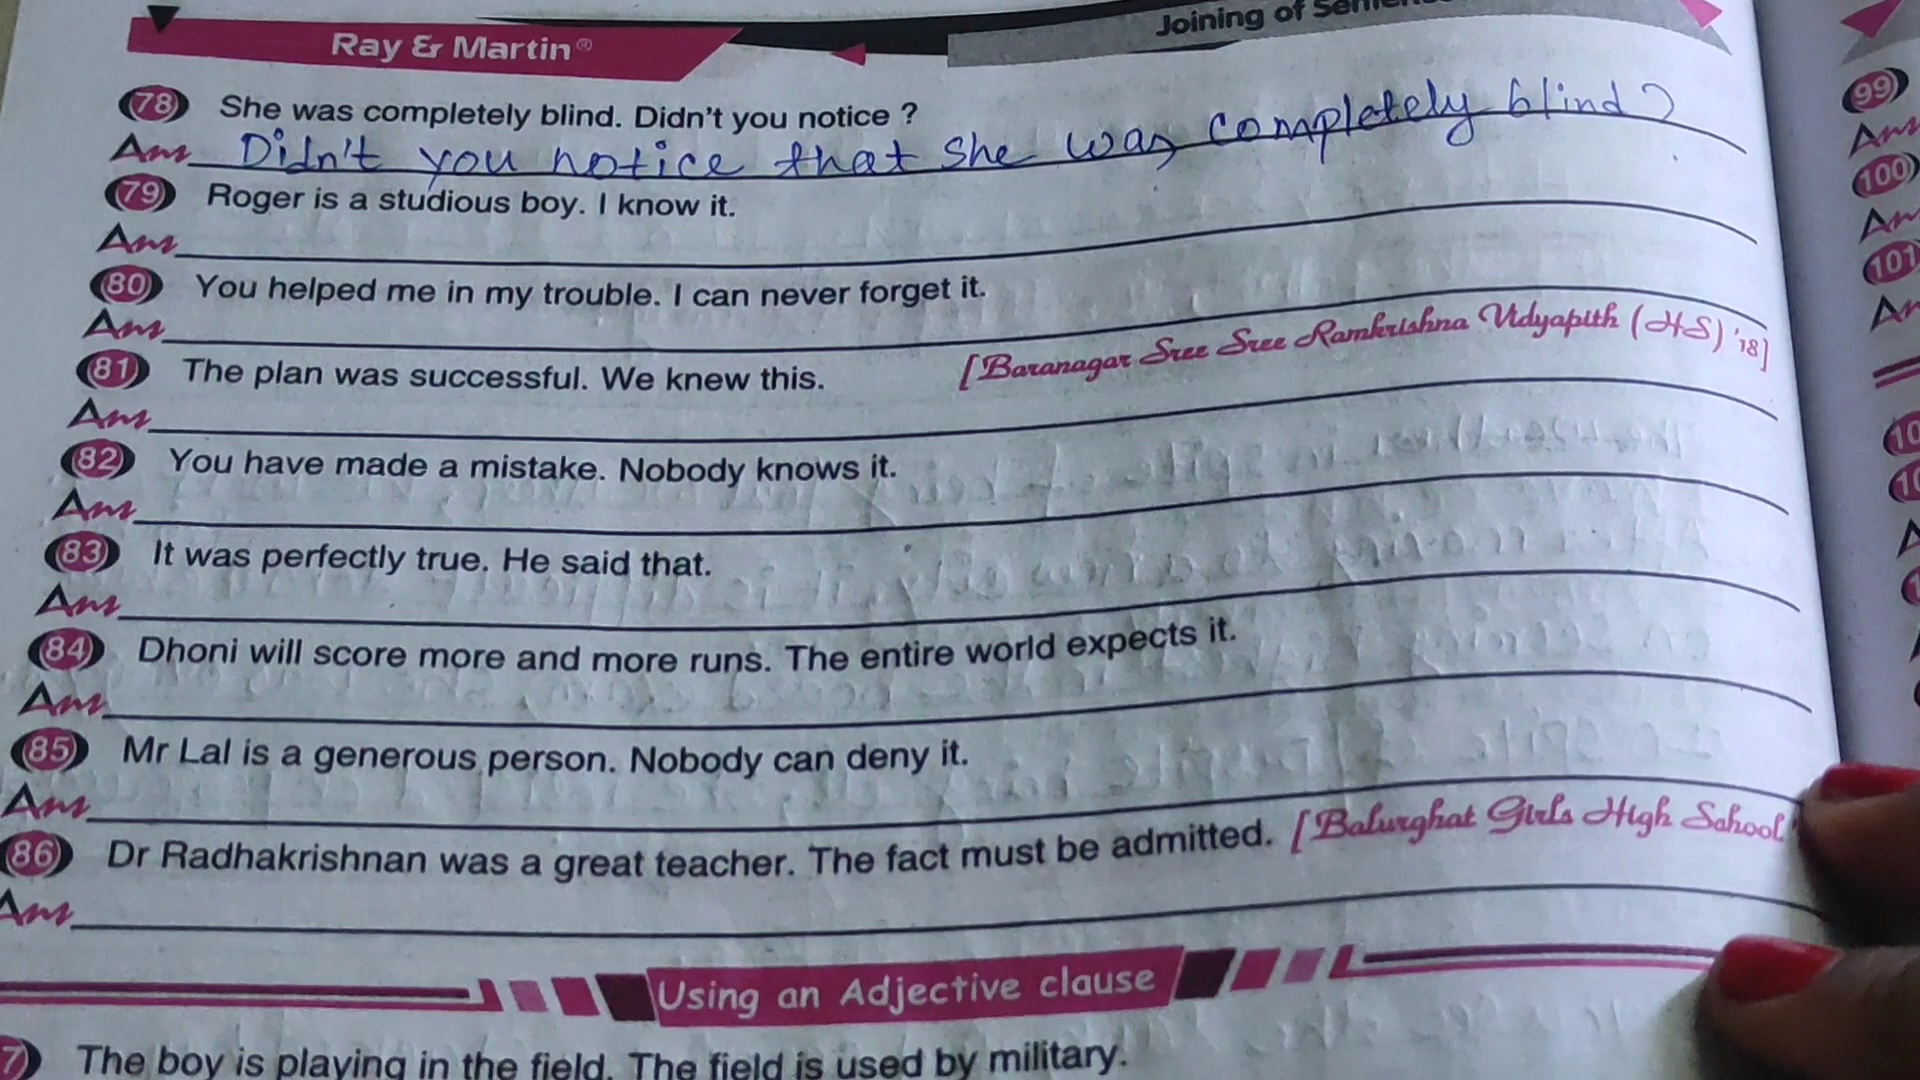 Ray & Martin®
Joining of
78 She was completely blind. Didn't you notice ?
Ans Didn't you notice that she was completely blind?
79 Roger is a studious boy. I know it.
Ans
80 You helped me in my trouble. I can never forget it.
Ans
[Baranagar Sree Sree Ramkrishna Vidyapith (HS) '18]
81 The plan was successful. We knew this.
Ans
82 You have made a mistake. Nobody knows it.
Ans
83 It was perfectly true. He said that.
Ans
84 Dhoni will score more and more runs. The entire world expects it.
Ans
85 Mr Lal is a generous person. Nobody can deny it.
Ans
86 Dr Radhakrishnan was a great teacher. The fact must be admitted. [Balurghat Girls High School
Ans
Using an Adjective clause
The boy is playing in the field. The field is used by military.
99
100
101